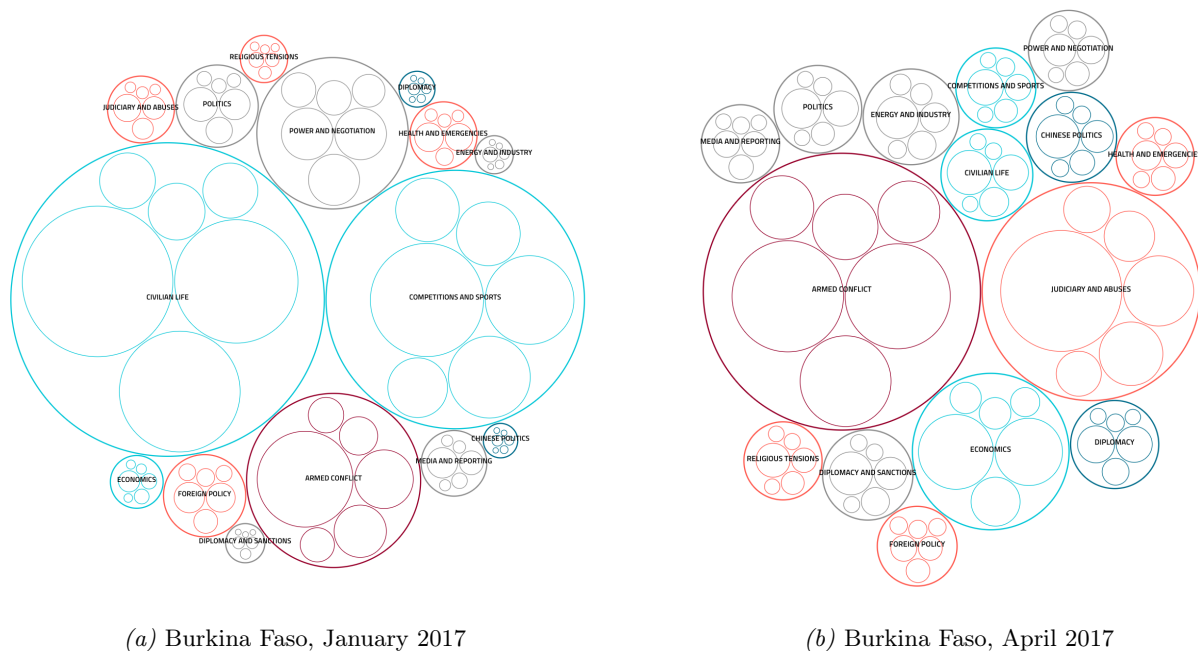 RELIGIOUS TENSIONS
DIPLOMACY
JUDICIARY AND ABUSES
POLITICS
POWER AND NEGOTIATION
HEALTH AND EMERGENCIES
ENERGY AND INDUSTRY
CIVILIAN LIFE
COMPETITIONS AND SPORTS
CHINESE POLITICS
MEDIA AND REPORTING
ECONOMICS
ARMED CONFLICT
FOREIGN POLICY
DIPLOMACY AND SANCTIONS
(a) Burkina Faso, January 2017
POWER AND NEGOTIATION
COMPETITIONS AND SPORTS
POLITICS
ENERGY AND INDUSTRY
CHINESE POLITICS
MEDIA AND REPORTING
HEALTH AND EMERGENCIE
CIVILIAN LIFE
ARMED CONFLICT
JUDICIARY AND ABUSES
DIPLOMACY
ECONOMICS
RELIGIOUS TENSIONS
DIPLOMACY AND SANCTIONS
FOREIGN POLICY
(b) Burkina Faso, April 2017